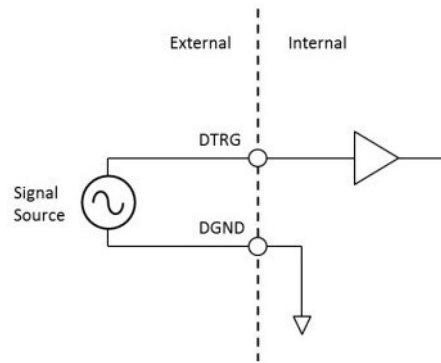 External
Internal
DTRG
Signal
Source
DGND